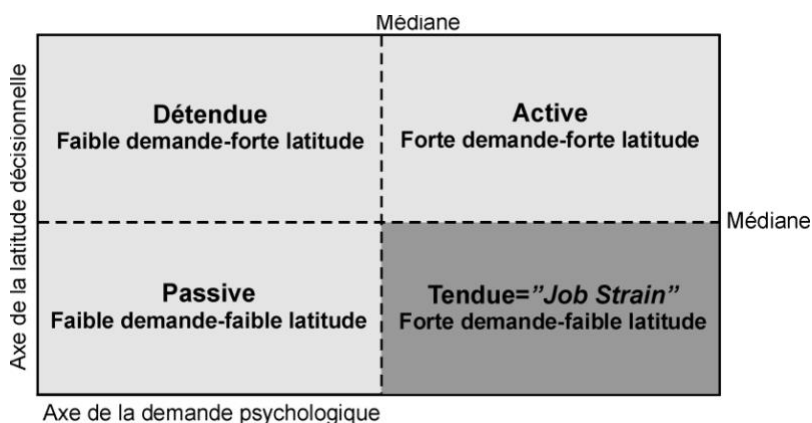 Médiane
Détendue
Faible demande-forte latitude
Active
Forte demande-forte latitude
Axe de la latitude décisionnelle
Médiane
Passive
Faible demande-faible latitude
Tendue="Job Strain"
Forte demande-faible latitude
Axe de la demande psychologique